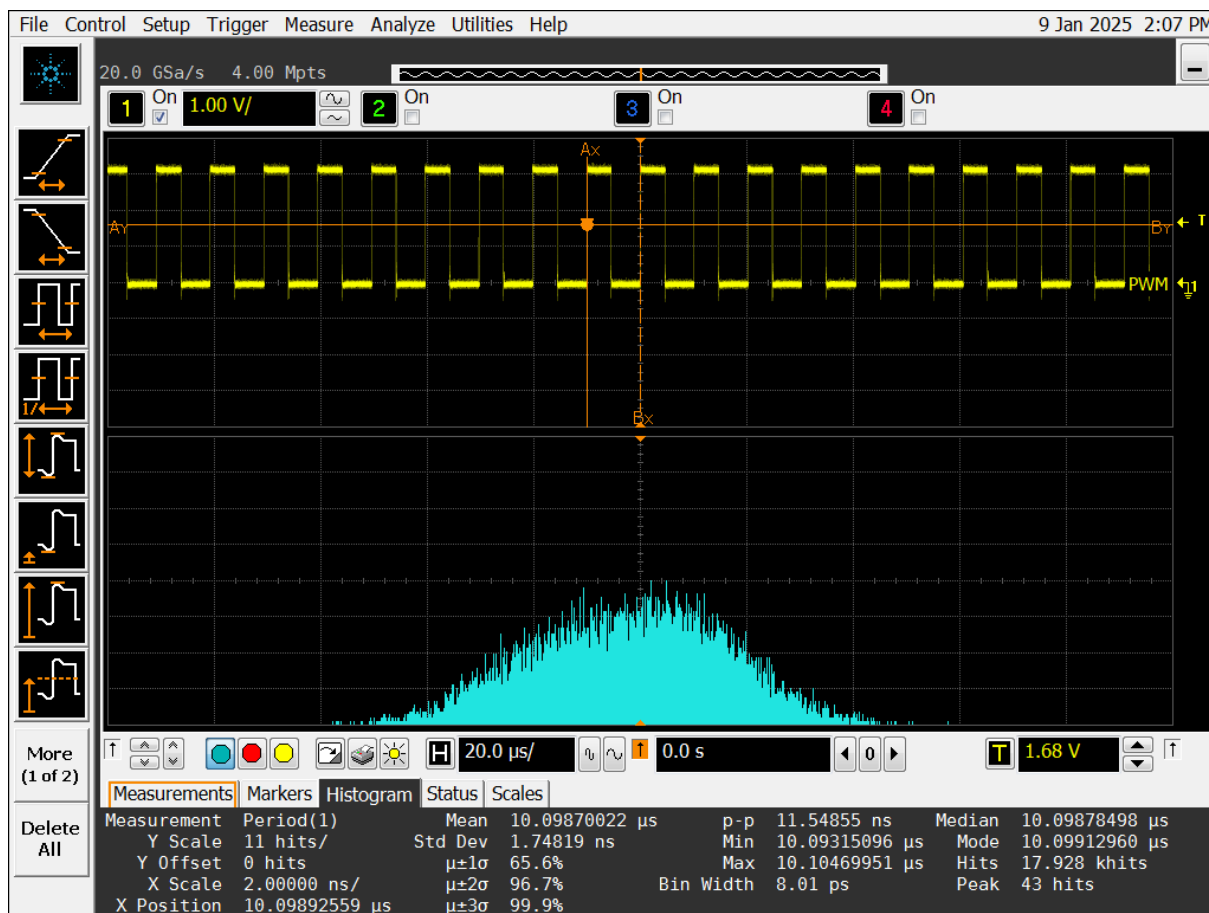 File Control Setup Trigger Measure Analyze Utilities Help 9 Jan 2025 2:07 PM
20.0 GSa/s 4.00 Mpts
1 On 1.00 V/ 2 On 3 On 4 On
Ax
Ay By T
PWM 1
Bx
1/
More
(1 of 2)
Delete
All
H 20.0 µs/ 0.0 s 0 T 1.68 V
Measurements Markers Histogram Status Scales
Measurement Period(1) Mean 10.09870022 µs p-p 11.54855 ns Median 10.09878498 µs
Y Scale 11 hits/ Std Dev 1.74819 ns Min 10.09315096 µs Mode 10.09912960 µs
Y Offset 0 hits µ±1σ 65.6% Max 10.10469951 µs Hits 17.928 khits
X Scale 2.00000 ns/ µ±2σ 96.7% Bin Width 8.01 ps Peak 43 hits
X Position 10.09892559 µs µ±3σ 99.9%